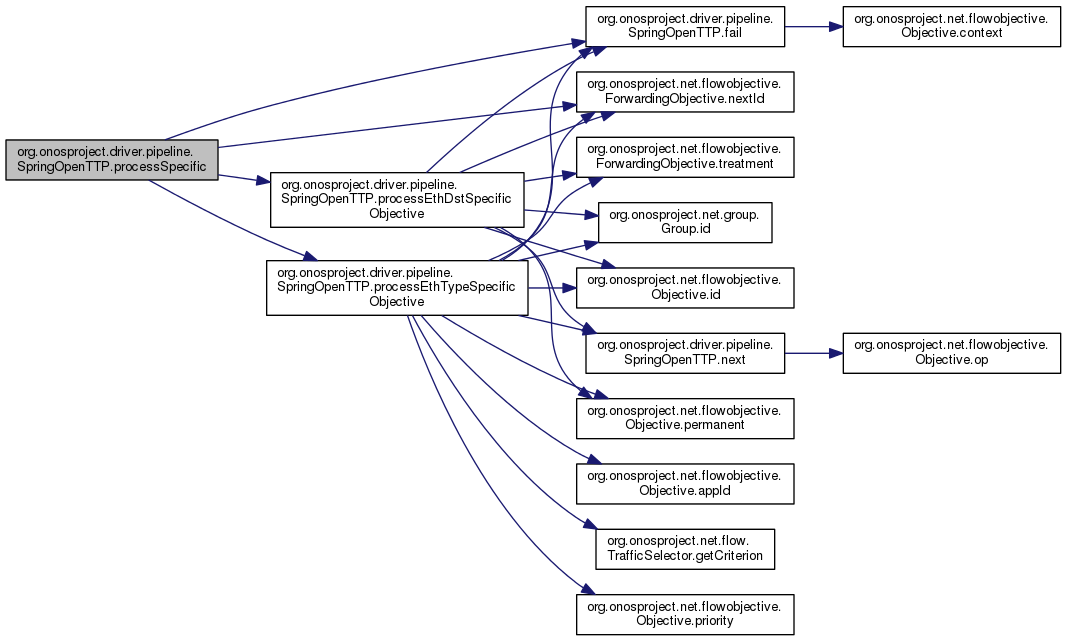 org.onosproject.driver.pipeline.
SpringOpenTTP.processSpecific
org.onosproject.driver.pipeline.
SpringOpenTTP.processEthDstSpecific
Objective
org.onosproject.driver.pipeline.
SpringOpenTTP.processEthTypeSpecific
Objective
org.onosproject.driver.pipeline.
SpringOpenTTP.fail
org.onosproject.net.flowobjective.
ForwardingObjective.nextId
org.onosproject.net.flowobjective.
ForwardingObjective.treatment
org.onosproject.net.group.
Group.id
org.onosproject.net.flowobjective.
Objective.id
org.onosproject.driver.pipeline.
SpringOpenTTP.next
org.onosproject.net.flowobjective.
Objective.permanent
org.onosproject.net.flowobjective.
Objective.appId
org.onosproject.net.flow.
TrafficSelector.getCriterion
org.onosproject.net.flowobjective.
Objective.priority
org.onosproject.net.flowobjective.
Objective.context
org.onosproject.net.flowobjective.
Objective.op